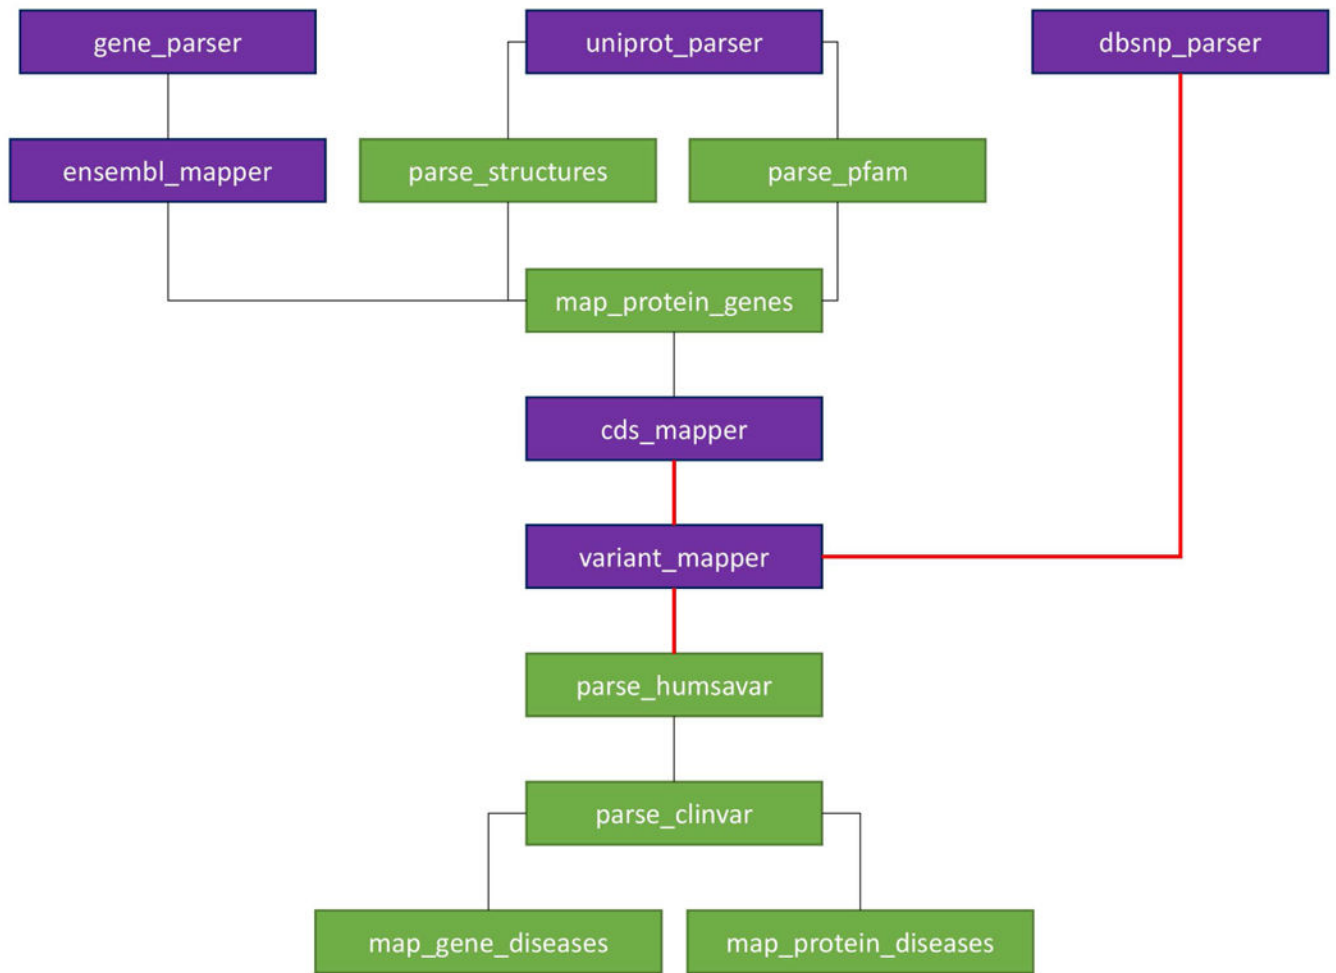 gene_parser
uniprot_parser
dbsnp_parser
ensembl_mapper
parse_structures
parse_pfam
map_protein_genes
cds_mapper
variant_mapper
parse_humsavar
parse_clinvar
map_gene_diseases
map_protein_diseases